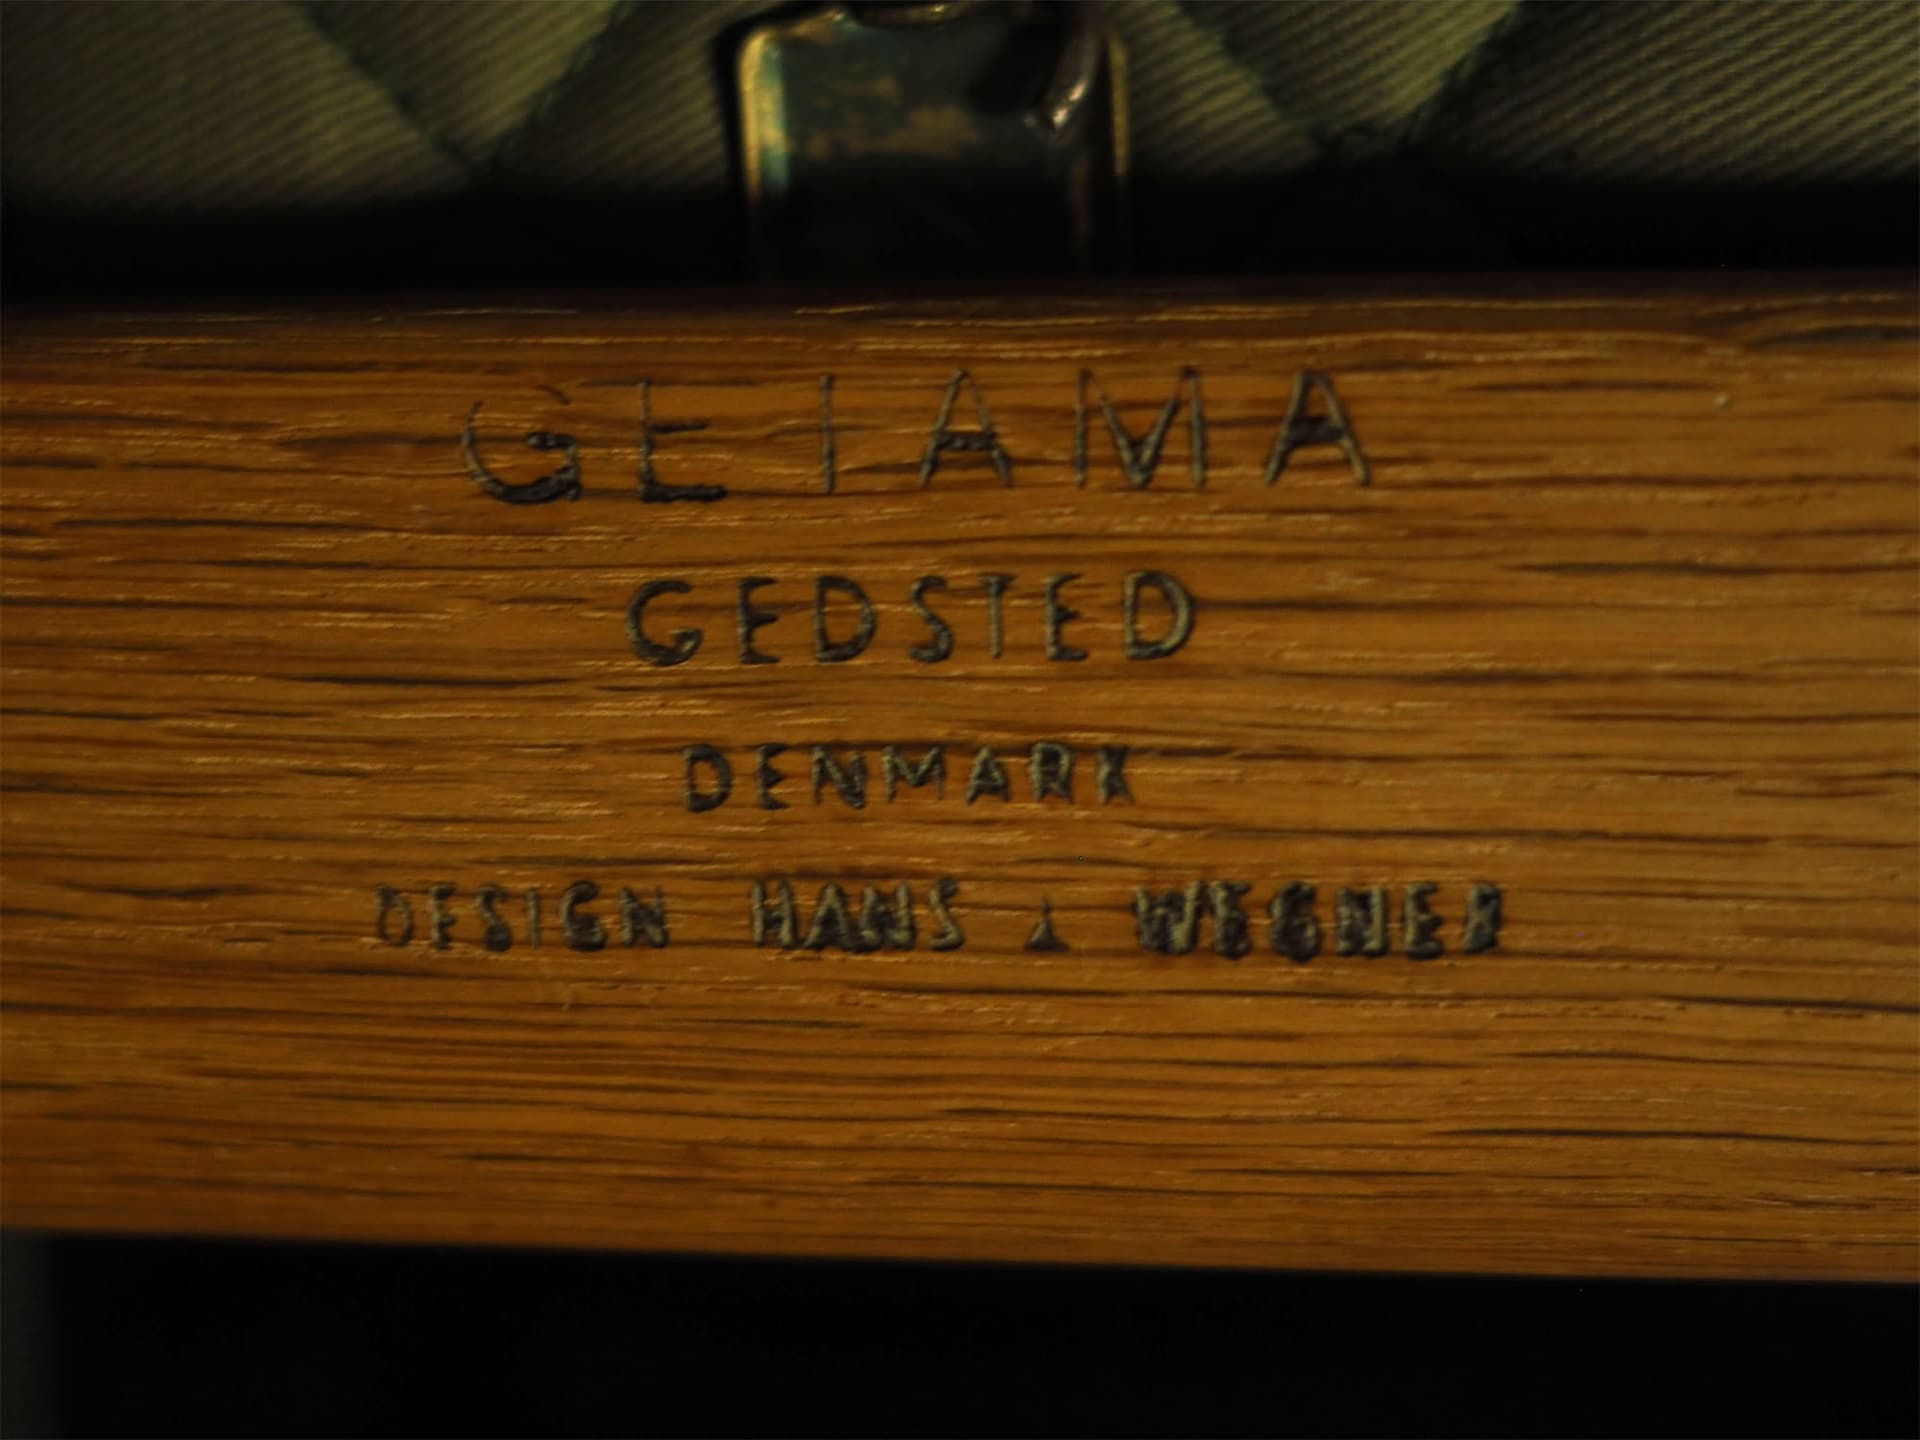 GETAMA
GEDSTED
DENMARK
DESIGN HANS J WEGNER